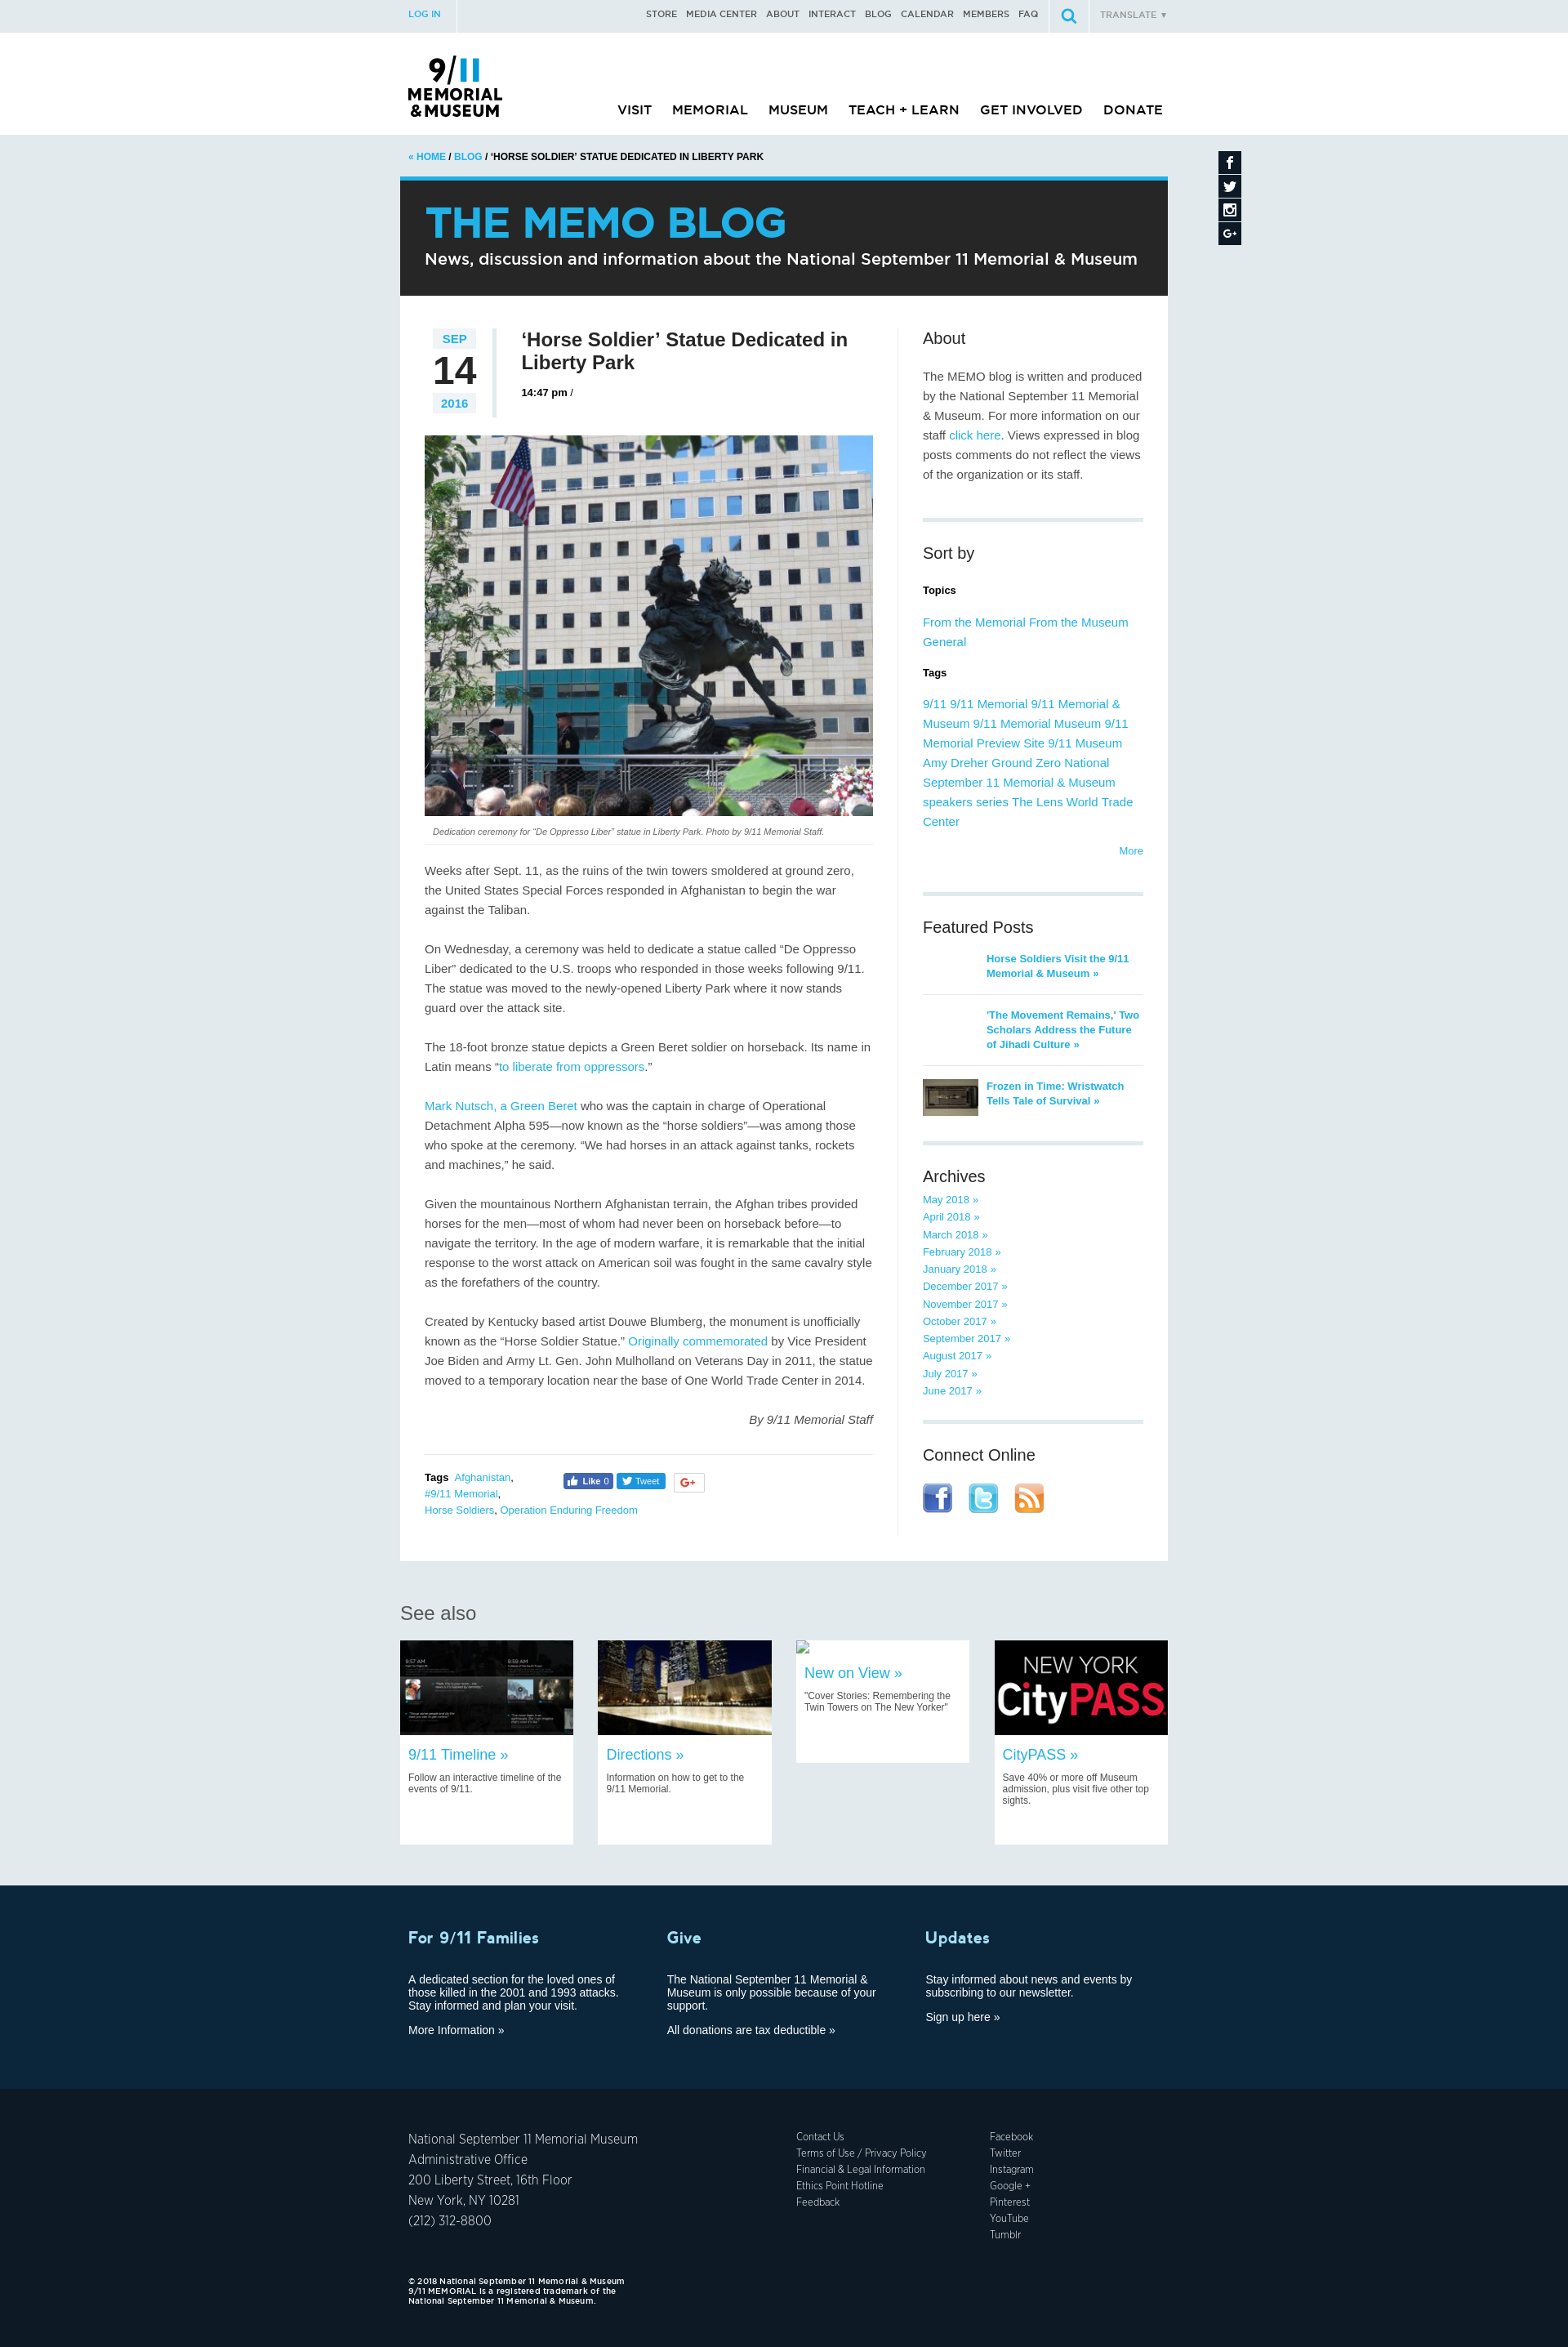 LOG IN
STORE MEDIA CENTER ABOUT INTERACT BLOG CALENDAR MEMBERS FAQ
TRANSLATE ▼
9/11
MEMORIAL
& MUSEUM
VISIT MEMORIAL MUSEUM TEACH + LEARN GET INVOLVED DONATE
« HOME / BLOG / ‘HORSE SOLDIER’ STATUE DEDICATED IN LIBERTY PARK
THE MEMO BLOG
News, discussion and information about the National September 11 Memorial & Museum
SEP
14
2016
‘Horse Soldier’ Statue Dedicated in
Liberty Park
14:47 pm /
Dedication ceremony for “De Oppresso Liber” statue in Liberty Park. Photo by 9/11 Memorial Staff.
Weeks after Sept. 11, as the ruins of the twin towers smoldered at ground zero,
the United States Special Forces responded in Afghanistan to begin the war
against the Taliban.
On Wednesday, a ceremony was held to dedicate a statue called “De Oppresso
Liber” dedicated to the U.S. troops who responded in those weeks following 9/11.
The statue was moved to the newly-opened Liberty Park where it now stands
guard over the attack site.
The 18-foot bronze statue depicts a Green Beret soldier on horseback. Its name in
Latin means “to liberate from oppressors.”
Mark Nutsch, a Green Beret who was the captain in charge of Operational
Detachment Alpha 595—now known as the “horse soldiers”—was among those
who spoke at the ceremony. “We had horses in an attack against tanks, rockets
and machines,” he said.
Given the mountainous Northern Afghanistan terrain, the Afghan tribes provided
horses for the men—most of whom had never been on horseback before—to
navigate the territory. In the age of modern warfare, it is remarkable that the initial
response to the worst attack on American soil was fought in the same cavalry style
as the forefathers of the country.
Created by Kentucky based artist Douwe Blumberg, the monument is unofficially
known as the “Horse Soldier Statue.” Originally commemorated by Vice President
Joe Biden and Army Lt. Gen. John Mulholland on Veterans Day in 2011, the statue
moved to a temporary location near the base of One World Trade Center in 2014.
By 9/11 Memorial Staff
Tags Afghanistan,
#9/11 Memorial,
Horse Soldiers, Operation Enduring Freedom
Like 0
Tweet
G+
About
The MEMO blog is written and produced
by the National September 11 Memorial
& Museum. For more information on our
staff click here. Views expressed in blog
posts comments do not reflect the views
of the organization or its staff.
Sort by
Topics
From the Memorial From the Museum
General
Tags
9/11 9/11 Memorial 9/11 Memorial &
Museum 9/11 Memorial Museum 9/11
Memorial Preview Site 9/11 Museum
Amy Dreher Ground Zero National
September 11 Memorial & Museum
speakers series The Lens World Trade
Center
More
Featured Posts
Horse Soldiers Visit the 9/11
Memorial & Museum »
'The Movement Remains,' Two
Scholars Address the Future
of Jihadi Culture »
Frozen in Time: Wristwatch
Tells Tale of Survival »
Archives
May 2018 »
April 2018 »
March 2018 »
February 2018 »
January 2018 »
December 2017 »
November 2017 »
October 2017 »
September 2017 »
August 2017 »
July 2017 »
June 2017 »
Connect Online
See also
9/11 Timeline »
Follow an interactive timeline of the
events of 9/11.
Directions »
Information on how to get to the
9/11 Memorial.
New on View »
"Cover Stories: Remembering the
Twin Towers on The New Yorker"
NEW YORK
CityPASS
CityPASS »
Save 40% or more off Museum
admission, plus visit five other top
sights.
For 9/11 Families
A dedicated section for the loved ones of
those killed in the 2001 and 1993 attacks.
Stay informed and plan your visit.
More Information »
Give
The National September 11 Memorial &
Museum is only possible because of your
support.
All donations are tax deductible »
Updates
Stay informed about news and events by
subscribing to our newsletter.
Sign up here »
National September 11 Memorial Museum
Administrative Office
200 Liberty Street, 16th Floor
New York, NY 10281
(212) 312-8800
Contact Us
Terms of Use / Privacy Policy
Financial & Legal Information
Ethics Point Hotline
Feedback
Facebook
Twitter
Instagram
Google +
Pinterest
YouTube
Tumblr
© 2018 National September 11 Memorial & Museum
9/11 MEMORIAL is a registered trademark of the
National September 11 Memorial & Museum.